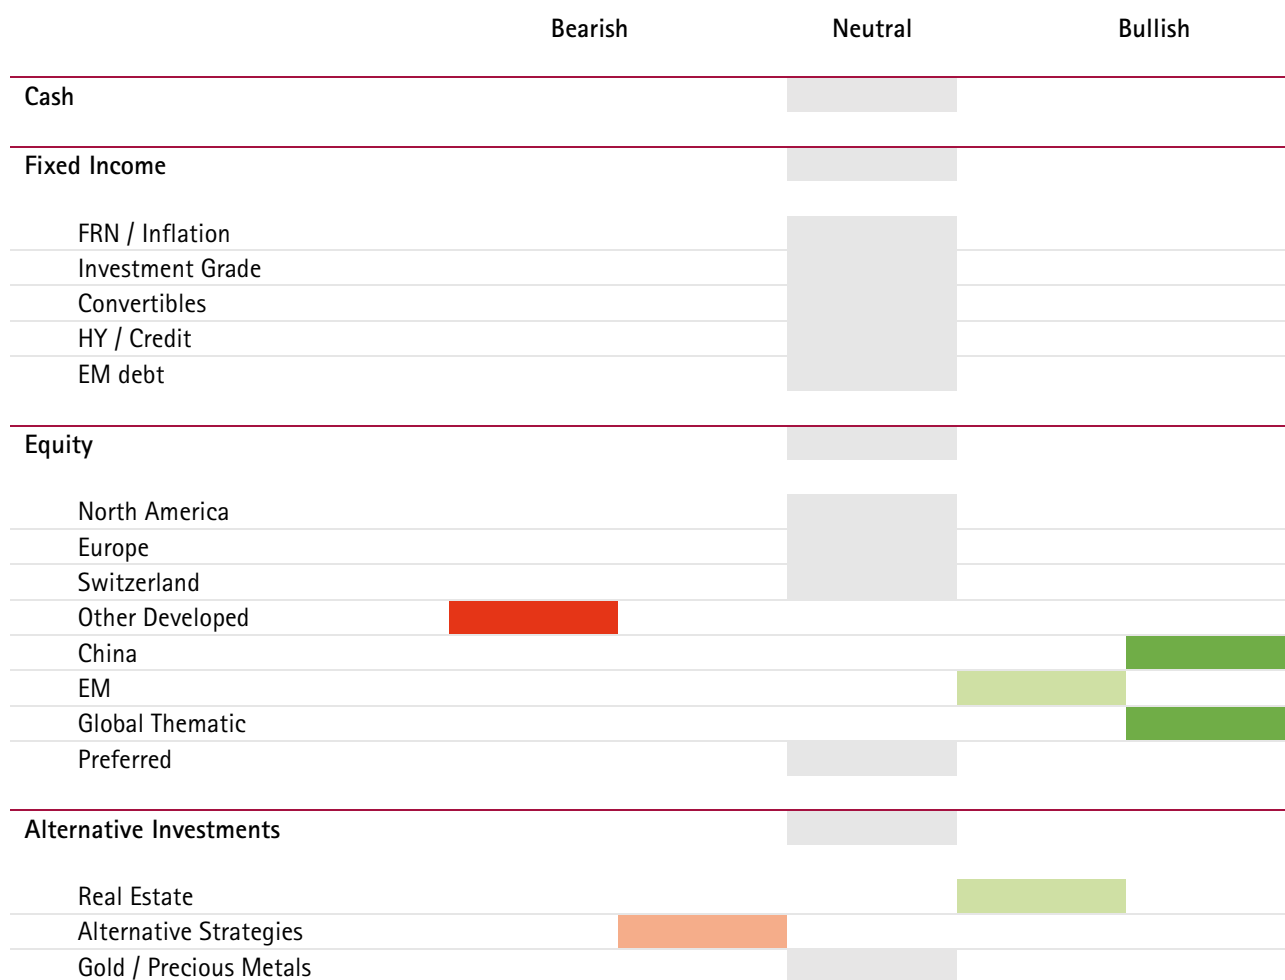 Bearish Neutral Bullish
Cash
Fixed Income
FRN / Inflation
Investment Grade
Convertibles
HY / Credit
EM debt
Equity
North America
Europe
Switzerland
Other Developed
China
EM
Global Thematic
Preferred
Alternative Investments
Real Estate
Alternative Strategies
Gold / Precious Metals